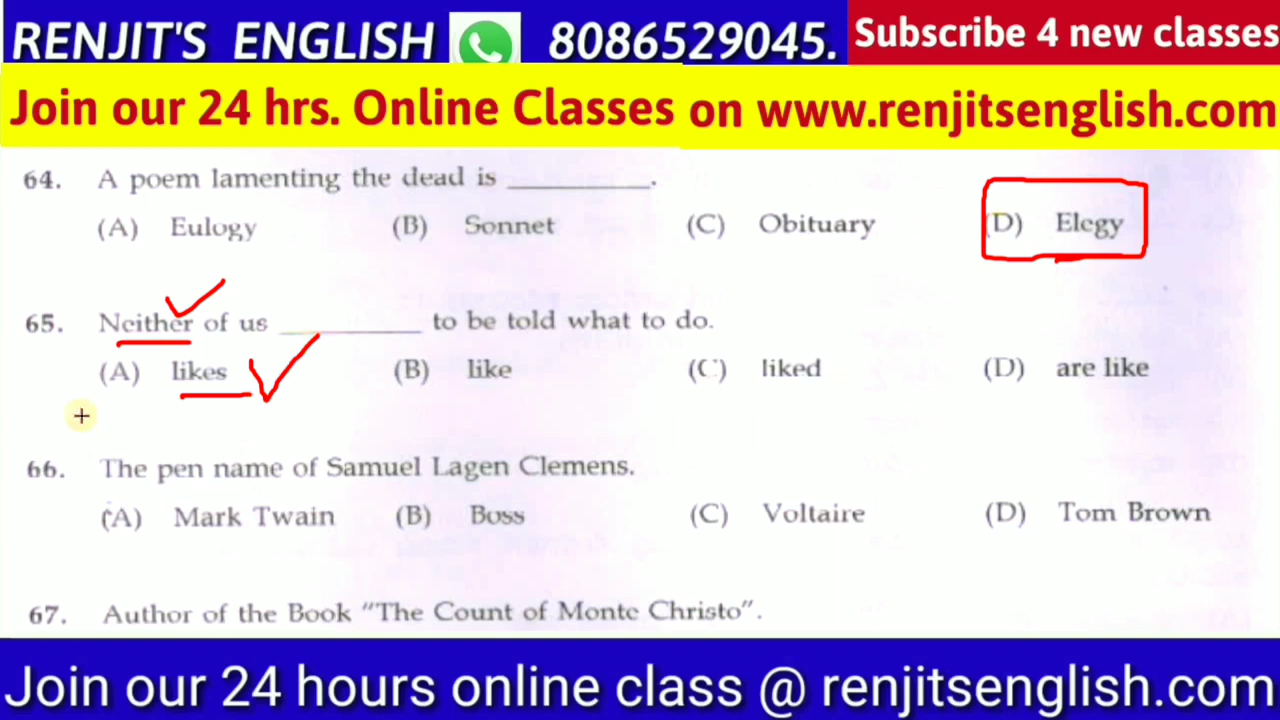 RENJIT'S ENGLISH 8086529045. Subscribe 4 new classes
Join our 24 hrs. Online Classes on www.renjitsenglish.com
64. A poem lamenting the dead is __________.
(A) Eulogy (B) Sonnet (C) Obituary (D) Elegy
65. Neither of us __________ to be told what to do.
(A) likes (B) like (C) liked (D) are like
66. The pen name of Samuel Lagen Clemens.
(A) Mark Twain (B) Boss (C) Voltaire (D) Tom Brown
67. Author of the Book “The Count of Monte Christo”.
Join our 24 hours online class @ renjitsenglish.com